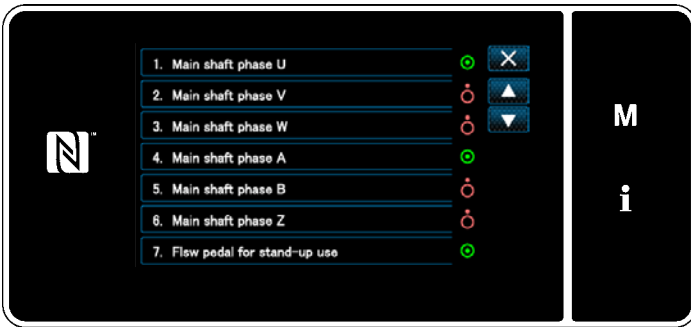 1. Main shaft phase U
2. Main shaft phase V
3. Main shaft phase W
4. Main shaft phase A
5. Main shaft phase B
6. Main shaft phase Z
7. Flsw pedal for stand-up use
N™
M
i